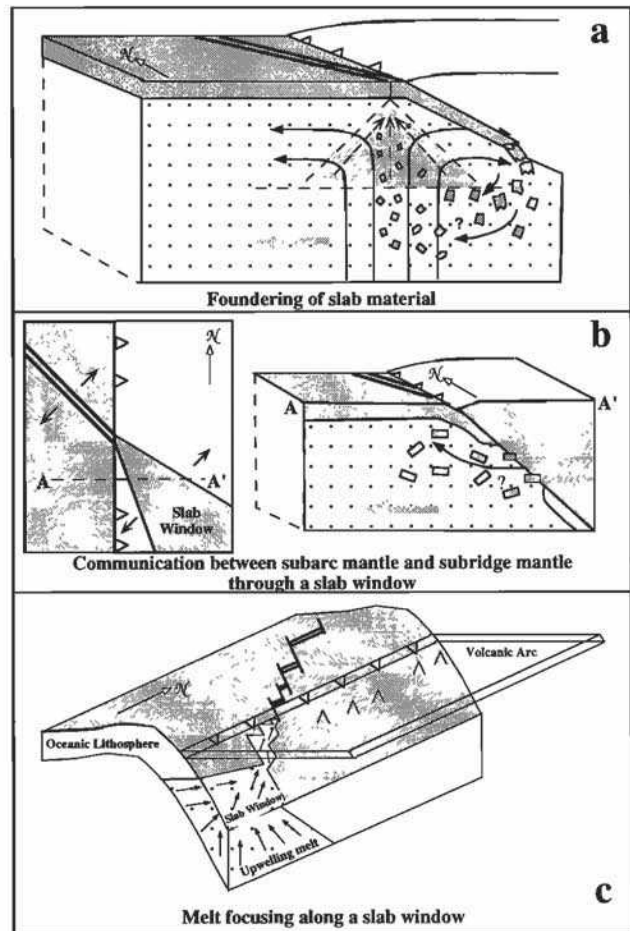 a
N
?
Foundering of slab material
b
N
A
A'
Slab
Window
N
A
A'
?
Communication between subarc mantle and subridge mantle
through a slab window
N
Volcanic Arc
Oceanic Lithosphere
Slab Window
Upwelling melt
c
Melt focusing along a slab window